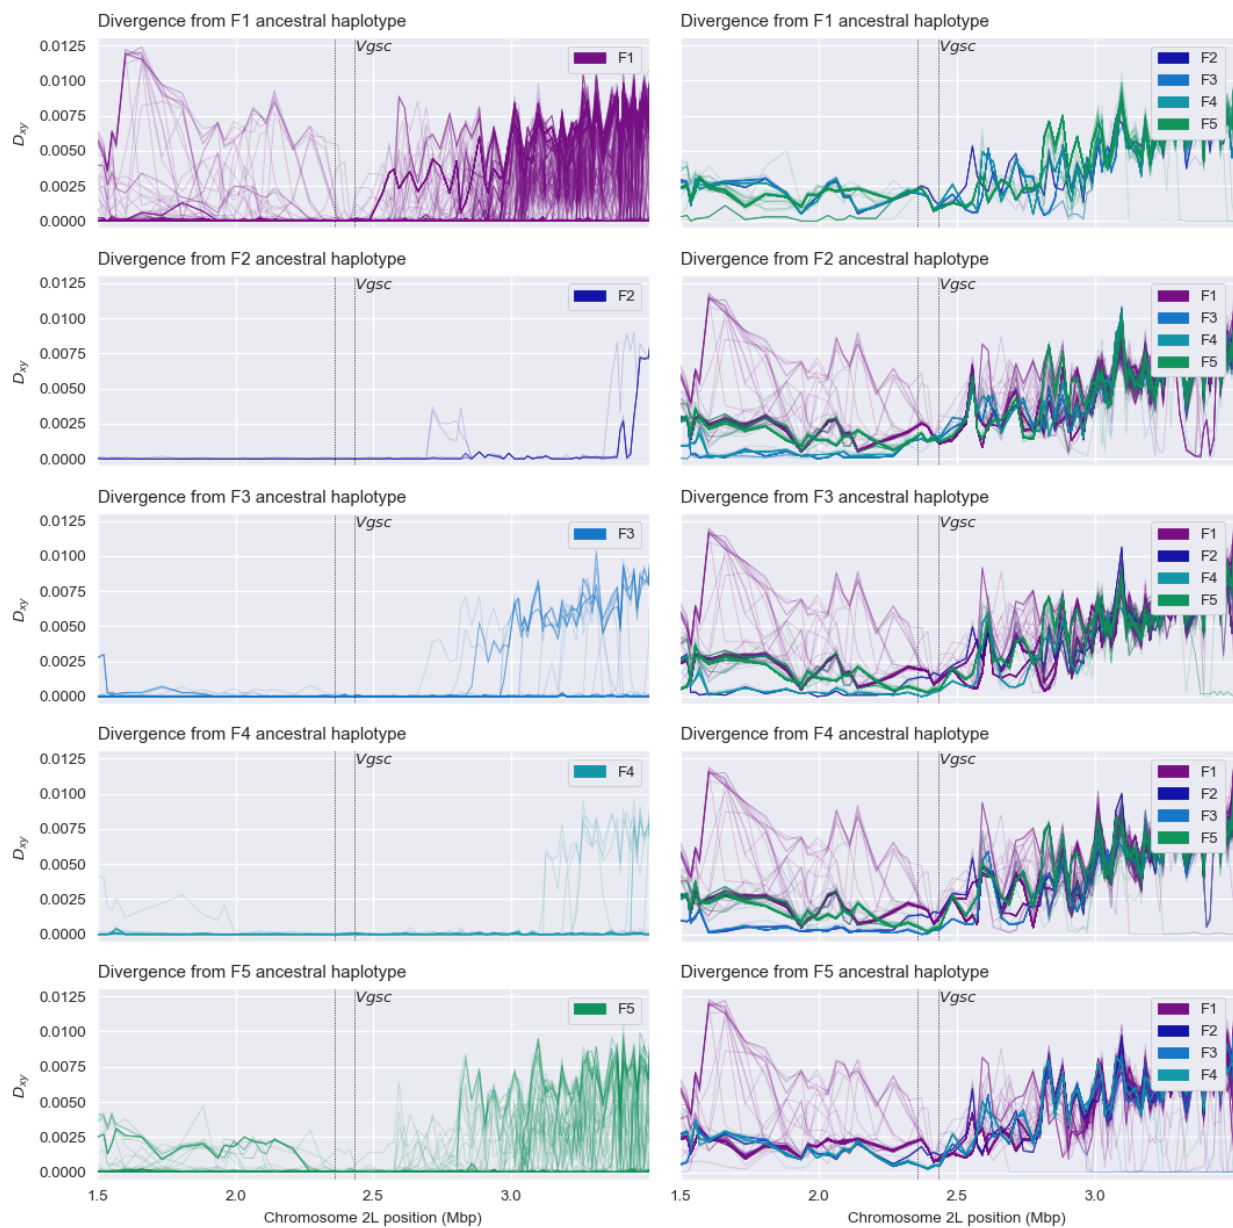 Divergence from F1 ancestral haplotype
0.0125
0.0100
0.0075
0.0050
0.0025
0.0000
Dxy
Vgsc
F1
Divergence from F1 ancestral haplotype
Vgsc
F2
F3
F4
F5
Divergence from F2 ancestral haplotype
0.0125
0.0100
0.0075
0.0050
0.0025
0.0000
Dxy
Vgsc
F2
Divergence from F2 ancestral haplotype
Vgsc
F1
F3
F4
F5
Divergence from F3 ancestral haplotype
0.0125
0.0100
0.0075
0.0050
0.0025
0.0000
Dxy
Vgsc
F3
Divergence from F3 ancestral haplotype
Vgsc
F1
F2
F4
F5
Divergence from F4 ancestral haplotype
0.0125
0.0100
0.0075
0.0050
0.0025
0.0000
Dxy
Vgsc
F4
Divergence from F4 ancestral haplotype
Vgsc
F1
F2
F3
F5
Divergence from F5 ancestral haplotype
0.0125
0.0100
0.0075
0.0050
0.0025
0.0000
Dxy
Vgsc
F5
1.5
2.0
2.5
3.0
Chromosome 2L position (Mbp)
Divergence from F5 ancestral haplotype
Vgsc
F1
F2
F3
F4
1.5
2.0
2.5
3.0
Chromosome 2L position (Mbp)